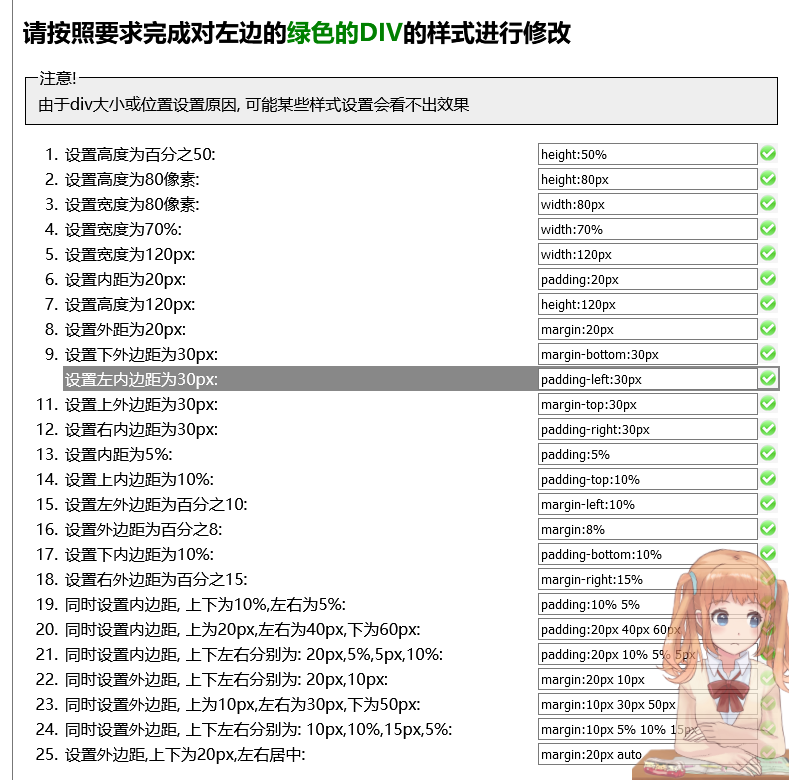 请按照要求完成对左边的绿色的DIV的样式进行修改
注意!
由于div大小或位置设置原因, 可能某些样式设置会看不出效果
1. 设置高度为百分之50: height:50%
2. 设置高度为80像素: height:80px
3. 设置宽度为80像素: width:80px
4. 设置宽度为70%: width:70%
5. 设置宽度为120px: width:120px
6. 设置内距为20px: padding:20px
7. 设置高度为120px: height:120px
8. 设置外距为20px: margin:20px
9. 设置下外边距为30px: margin-bottom:30px
设置左内边距为30px: padding-left:30px
11. 设置上外边距为30px: margin-top:30px
12. 设置右内边距为30px: padding-right:30px
13. 设置内距为5%: padding:5%
14. 设置上内边距为10%: padding-top:10%
15. 设置左外边距为百分之10: margin-left:10%
16. 设置外边距为百分之8: margin:8%
17. 设置下内边距为10%: padding-bottom:10%
18. 设置右外边距为百分之15: margin-right:15%
19. 同时设置内边距, 上下为10%,左右为5%: padding:10% 5%
20. 同时设置内边距, 上为20px,左右为40px,下为60px: padding:20px 40px 60px
21. 同时设置内边距, 上下左右分别为: 20px,5%,5px,10%: padding:20px 10% 5% 5px
22. 同时设置外边距, 上下左右分别为: 20px,10px: margin:20px 10px
23. 同时设置外边距, 上为10px,左右为30px,下为50px: margin:10px 30px 50px
24. 同时设置外边距, 上下左右分别为: 10px,10%,15px,5%: margin:10px 5% 10% 15px
25. 设置外边距,上下为20px,左右居中: margin:20px auto